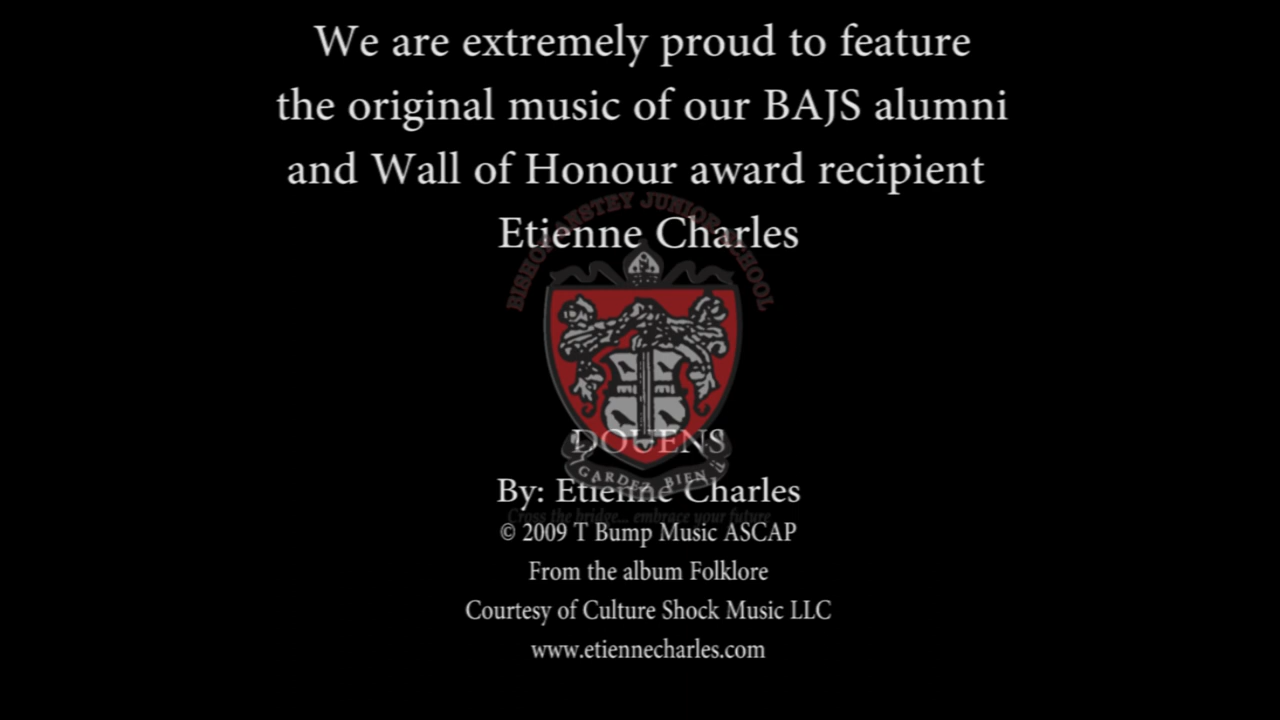 We are extremely proud to feature
the original music of our BAJS alumni
and Wall of Honour award recipient
Etienne Charles
BISHOP ANSTEY JUNIOR SCHOOL
DOUENS
GARDEZ BIEN
By: Etienne Charles
Cross the bridge... embrace your future
© 2009 T Bump Music ASCAP
From the album Folklore
Courtesy of Culture Shock Music LLC
www.etiennecharles.com